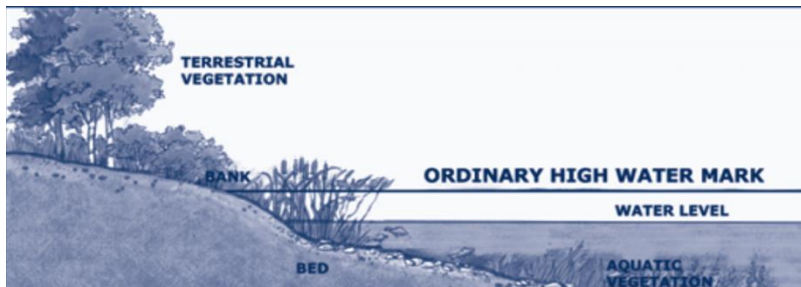 TERRESTRIAL
VEGETATION
BANK
ORDINARY HIGH WATER MARK
WATER LEVEL
BED
AQUATIC
VEGETATION